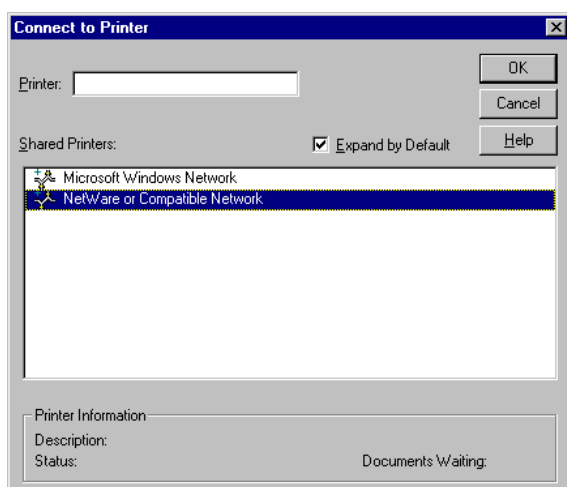 Connect to Printer
OK
Printer:
Cancel
Shared Printers:
Expand by Default
Help
Microsoft Windows Network
NetWare or Compatible Network
Printer Information
Description:
Status:
Documents Waiting: